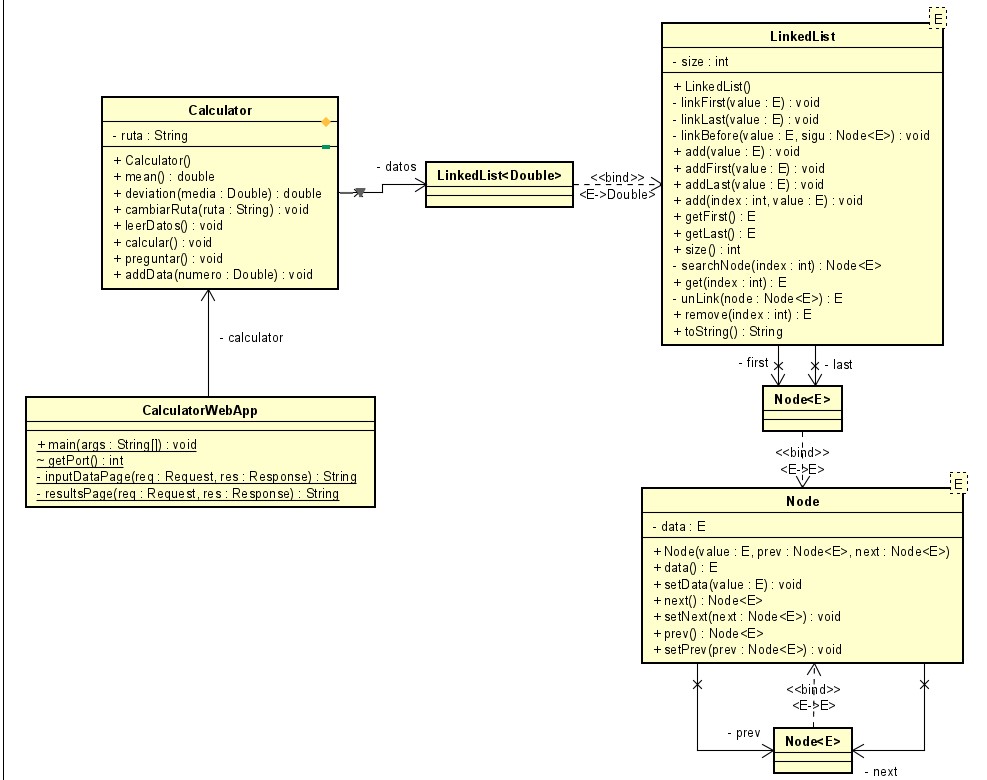 Calculator
- ruta : String
+ Calculator()
+ mean() : double
+ deviation(media : Double) : double
+ cambiarRuta(ruta : String) : void
+ leerDatos() : void
+ calcular() : void
+ preguntar() : void
+ addData(numero : Double) : void
- datos
LinkedList<Double>
<<bind>>
<E->Double>
E
LinkedList
- size : int
+ LinkedList()
- linkFirst(value : E) : void
- linkLast(value : E) : void
- linkBefore(value : E, sigu : Node<E>) : void
+ add(value : E) : void
+ addFirst(value : E) : void
+ addLast(value : E) : void
+ add(index : int, value : E) : void
+ getFirst() : E
+ getLast() : E
+ size() : int
- searchNode(index : int) : Node<E>
+ get(index : int) : E
- unLink(node : Node<E>) : E
+ remove(index : int) : E
+ toString() : String
- calculator
CalculatorWebApp
+ main(args : String[]) : void
~ getPort() : int
- inputDataPage(req : Request, res : Response) : String
- resultsPage(req : Request, res : Response) : String
- first
- last
Node<E>
<<bind>>
<E->E>
E
Node
- data : E
+ Node(value : E, prev : Node<E>, next : Node<E>)
+ data() : E
+ setData(value : E) : void
+ next() : Node<E>
+ setNext(next : Node<E>) : void
+ prev() : Node<E>
+ setPrev(prev : Node<E>) : void
<<bind>>
<E->E>
- prev
Node<E>
- next